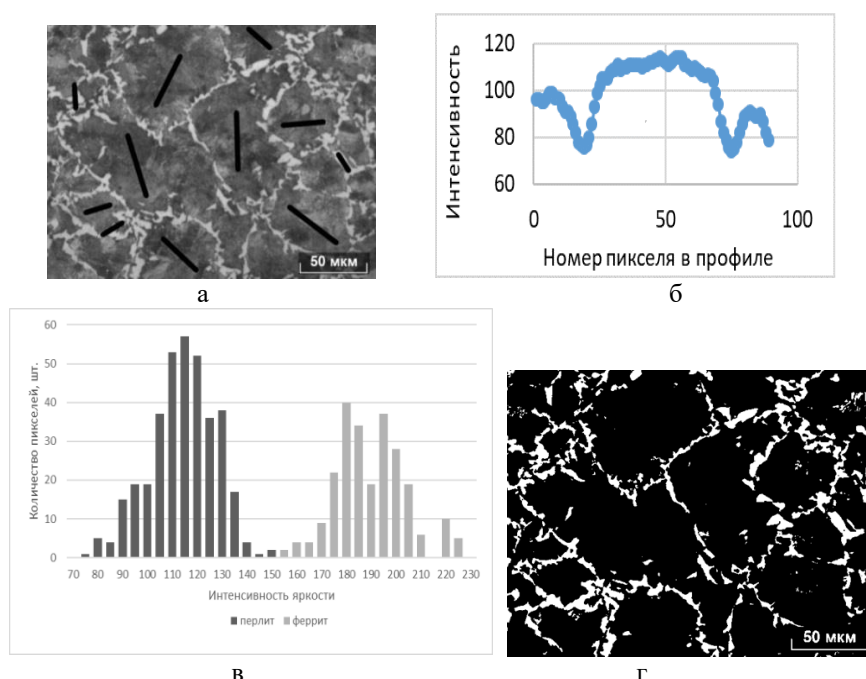 50 мкм
а
Интенсивность
120
100
80
60
0
50
100
Номер пикселя в профиле
б
Количество пикселей, шт.
60
50
40
30
20
10
0
70 80 90 100 110 120 130 140 150 160 170 180 190 200 210 220 230
Интенсивность яркости
перлит феррит
в
50 мкм
г